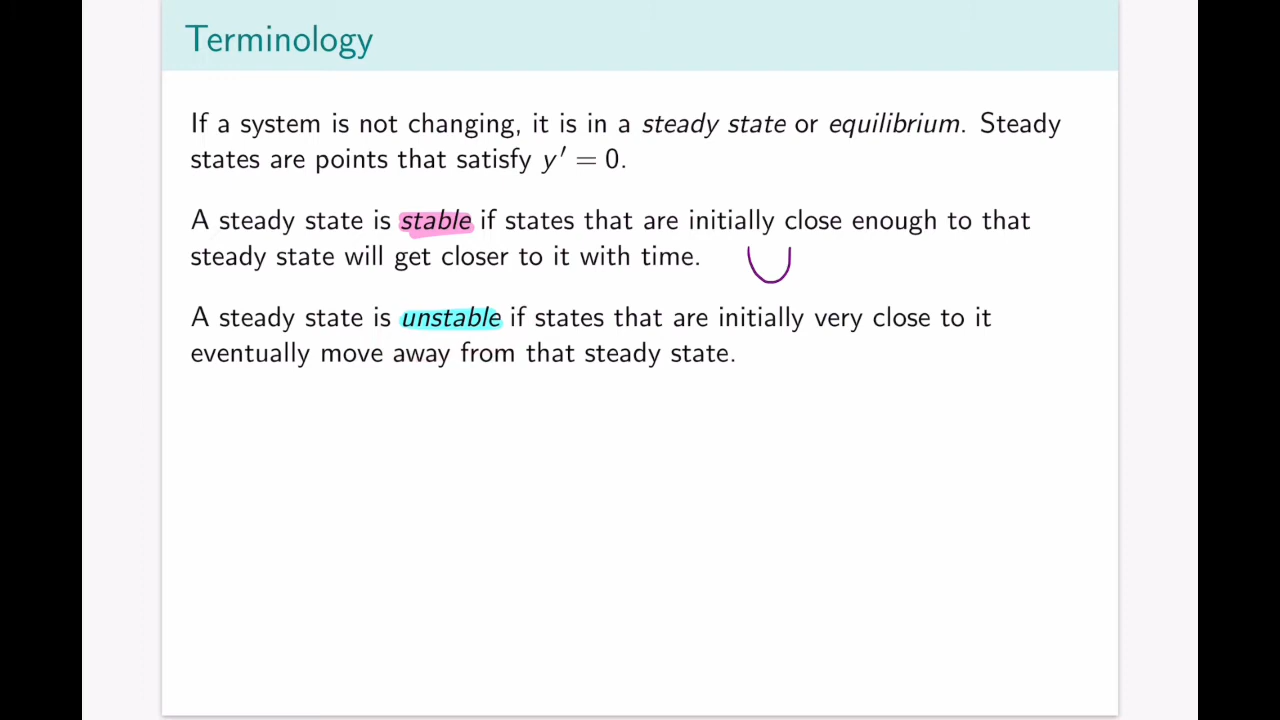 Terminology
If a system is not changing, it is in a steady state or equilibrium. Steady
states are points that satisfy y′ = 0.
A steady state is stable if states that are initially close enough to that
steady state will get closer to it with time.
A steady state is unstable if states that are initially very close to it
eventually move away from that steady state.